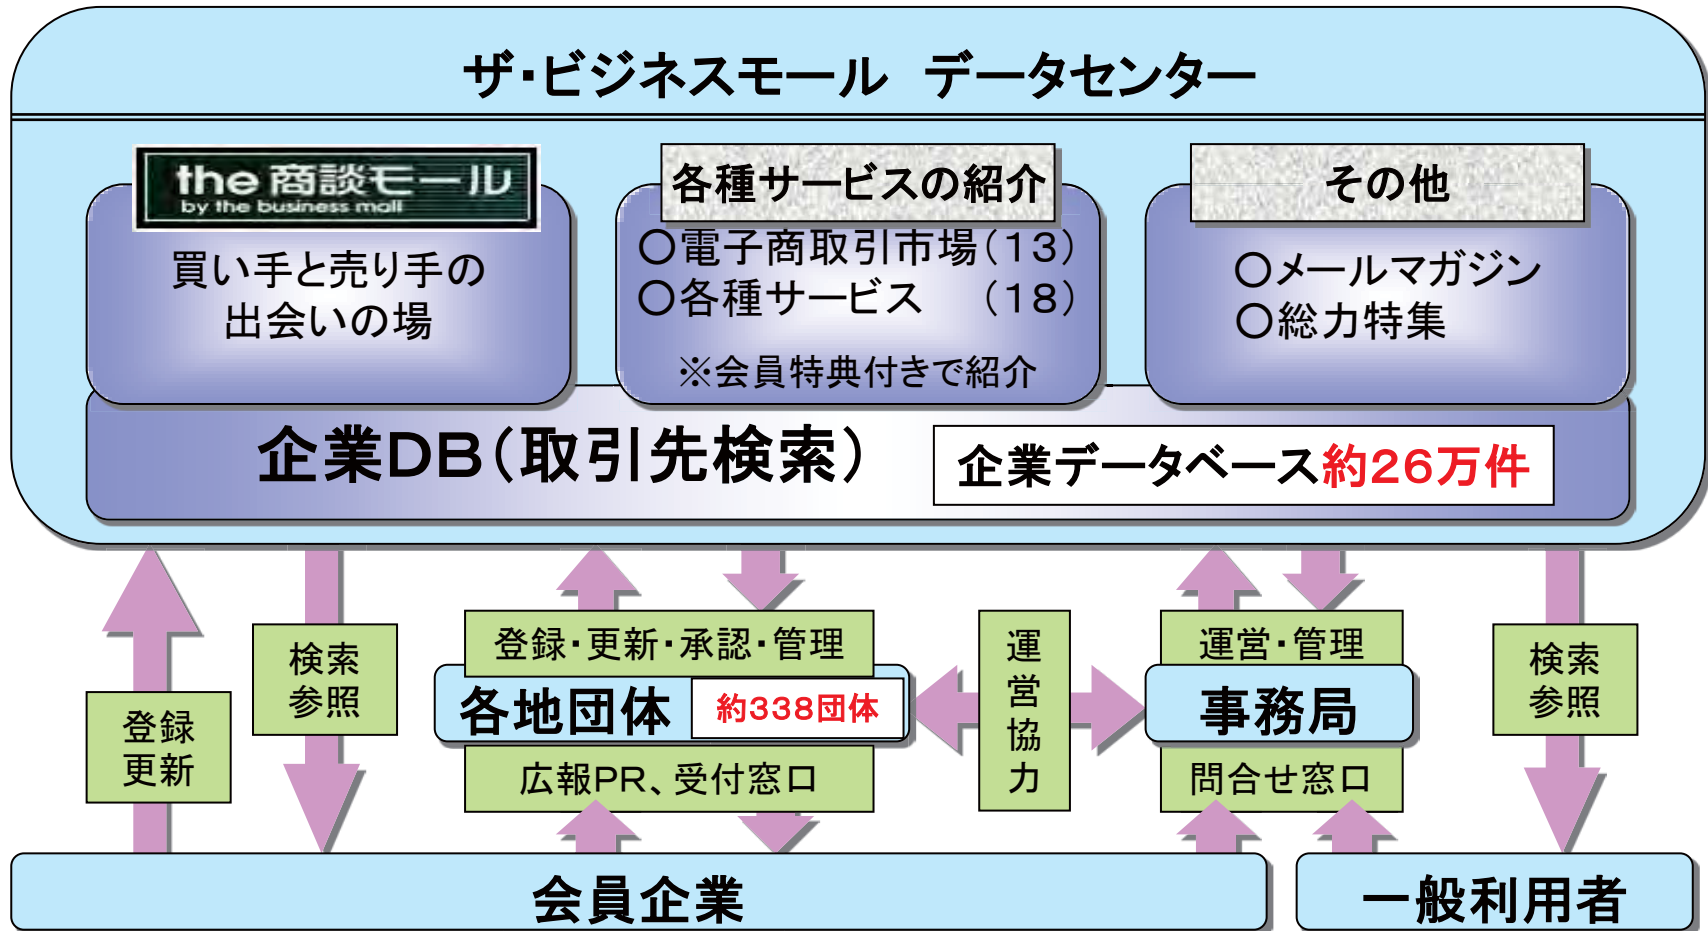 ザ・ビジネスモール　データセンター
the 商談モール
by the business mall
買い手と売り手の
出会いの場
各種サービスの紹介
○電子商取引市場（１３）
○各種サービス　（１８）
※会員特典付きで紹介
その他
○メールマガジン
○総力特集
企業ＤＢ（取引先検索）
企業データベース約２６万件
登録
更新
検索
参照
登録・更新・承認・管理
各地団体
約３３８団体
広報ＰＲ、受付窓口
運
営
協
力
運営・管理
事務局
問合せ窓口
検索
参照
会員企業
一般利用者